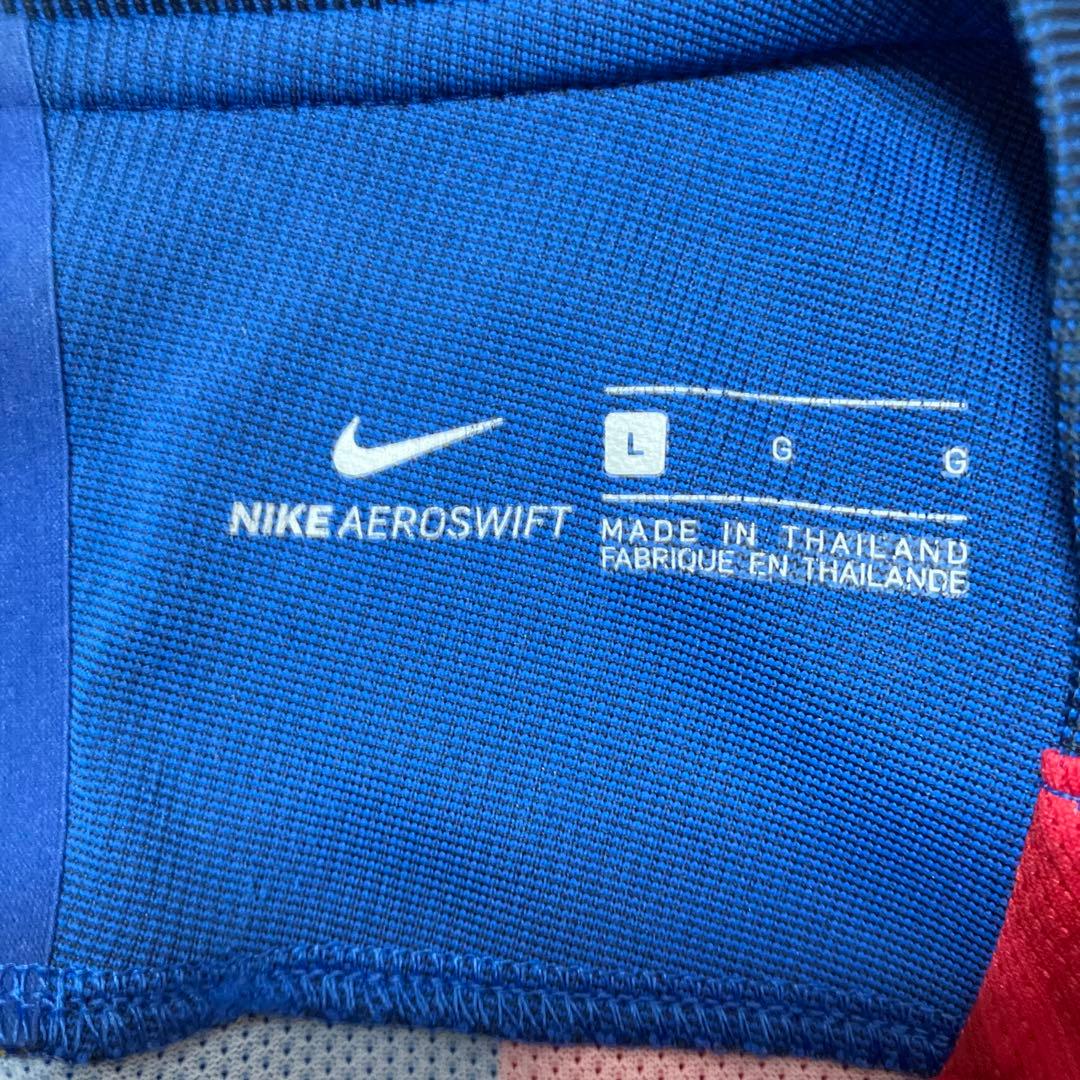 NIKE AEROSWIFT
L G G
MADE IN THAILAND
FABRIQUE EN THAILANDE